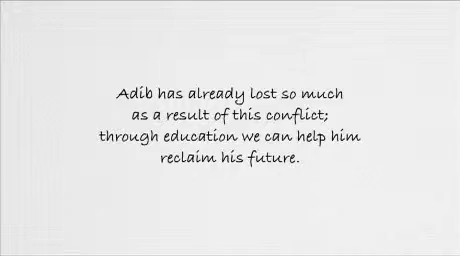 Adib has already lost so much
as a result of this conflict;
through education we can help him
reclaim his future.